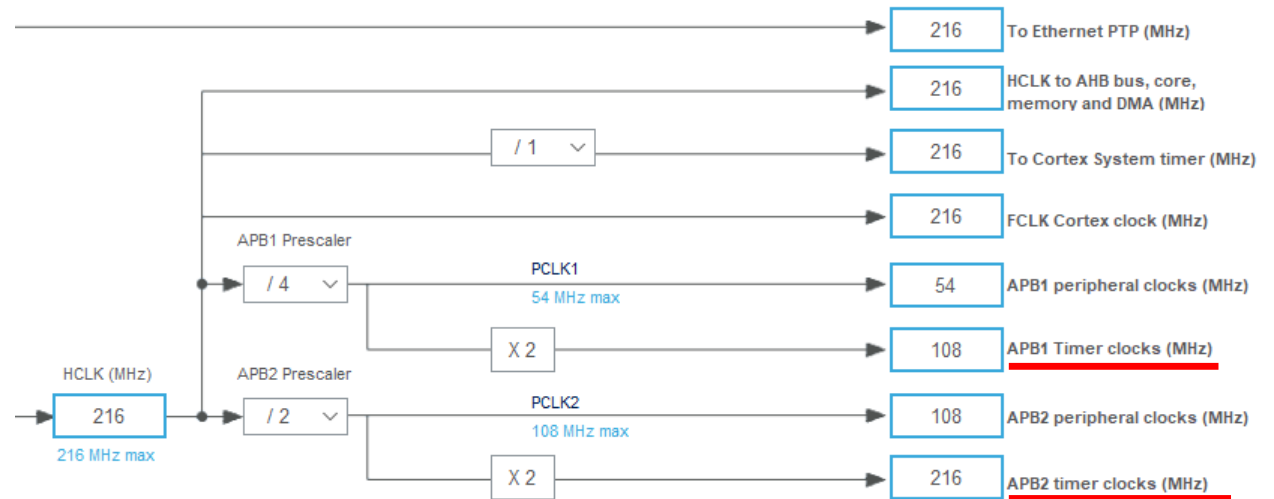 216
To Ethernet PTP (MHz)
216
HCLK to AHB bus, core,
memory and DMA (MHz)
/ 1
216
To Cortex System timer (MHz)
216
FCLK Cortex clock (MHz)
APB1 Prescaler
/ 4
PCLK1
54 MHz max
54
APB1 peripheral clocks (MHz)
X 2
108
APB1 Timer clocks (MHz)
HCLK (MHz)
216
216 MHz max
APB2 Prescaler
/ 2
PCLK2
108 MHz max
108
APB2 peripheral clocks (MHz)
X 2
216
APB2 timer clocks (MHz)